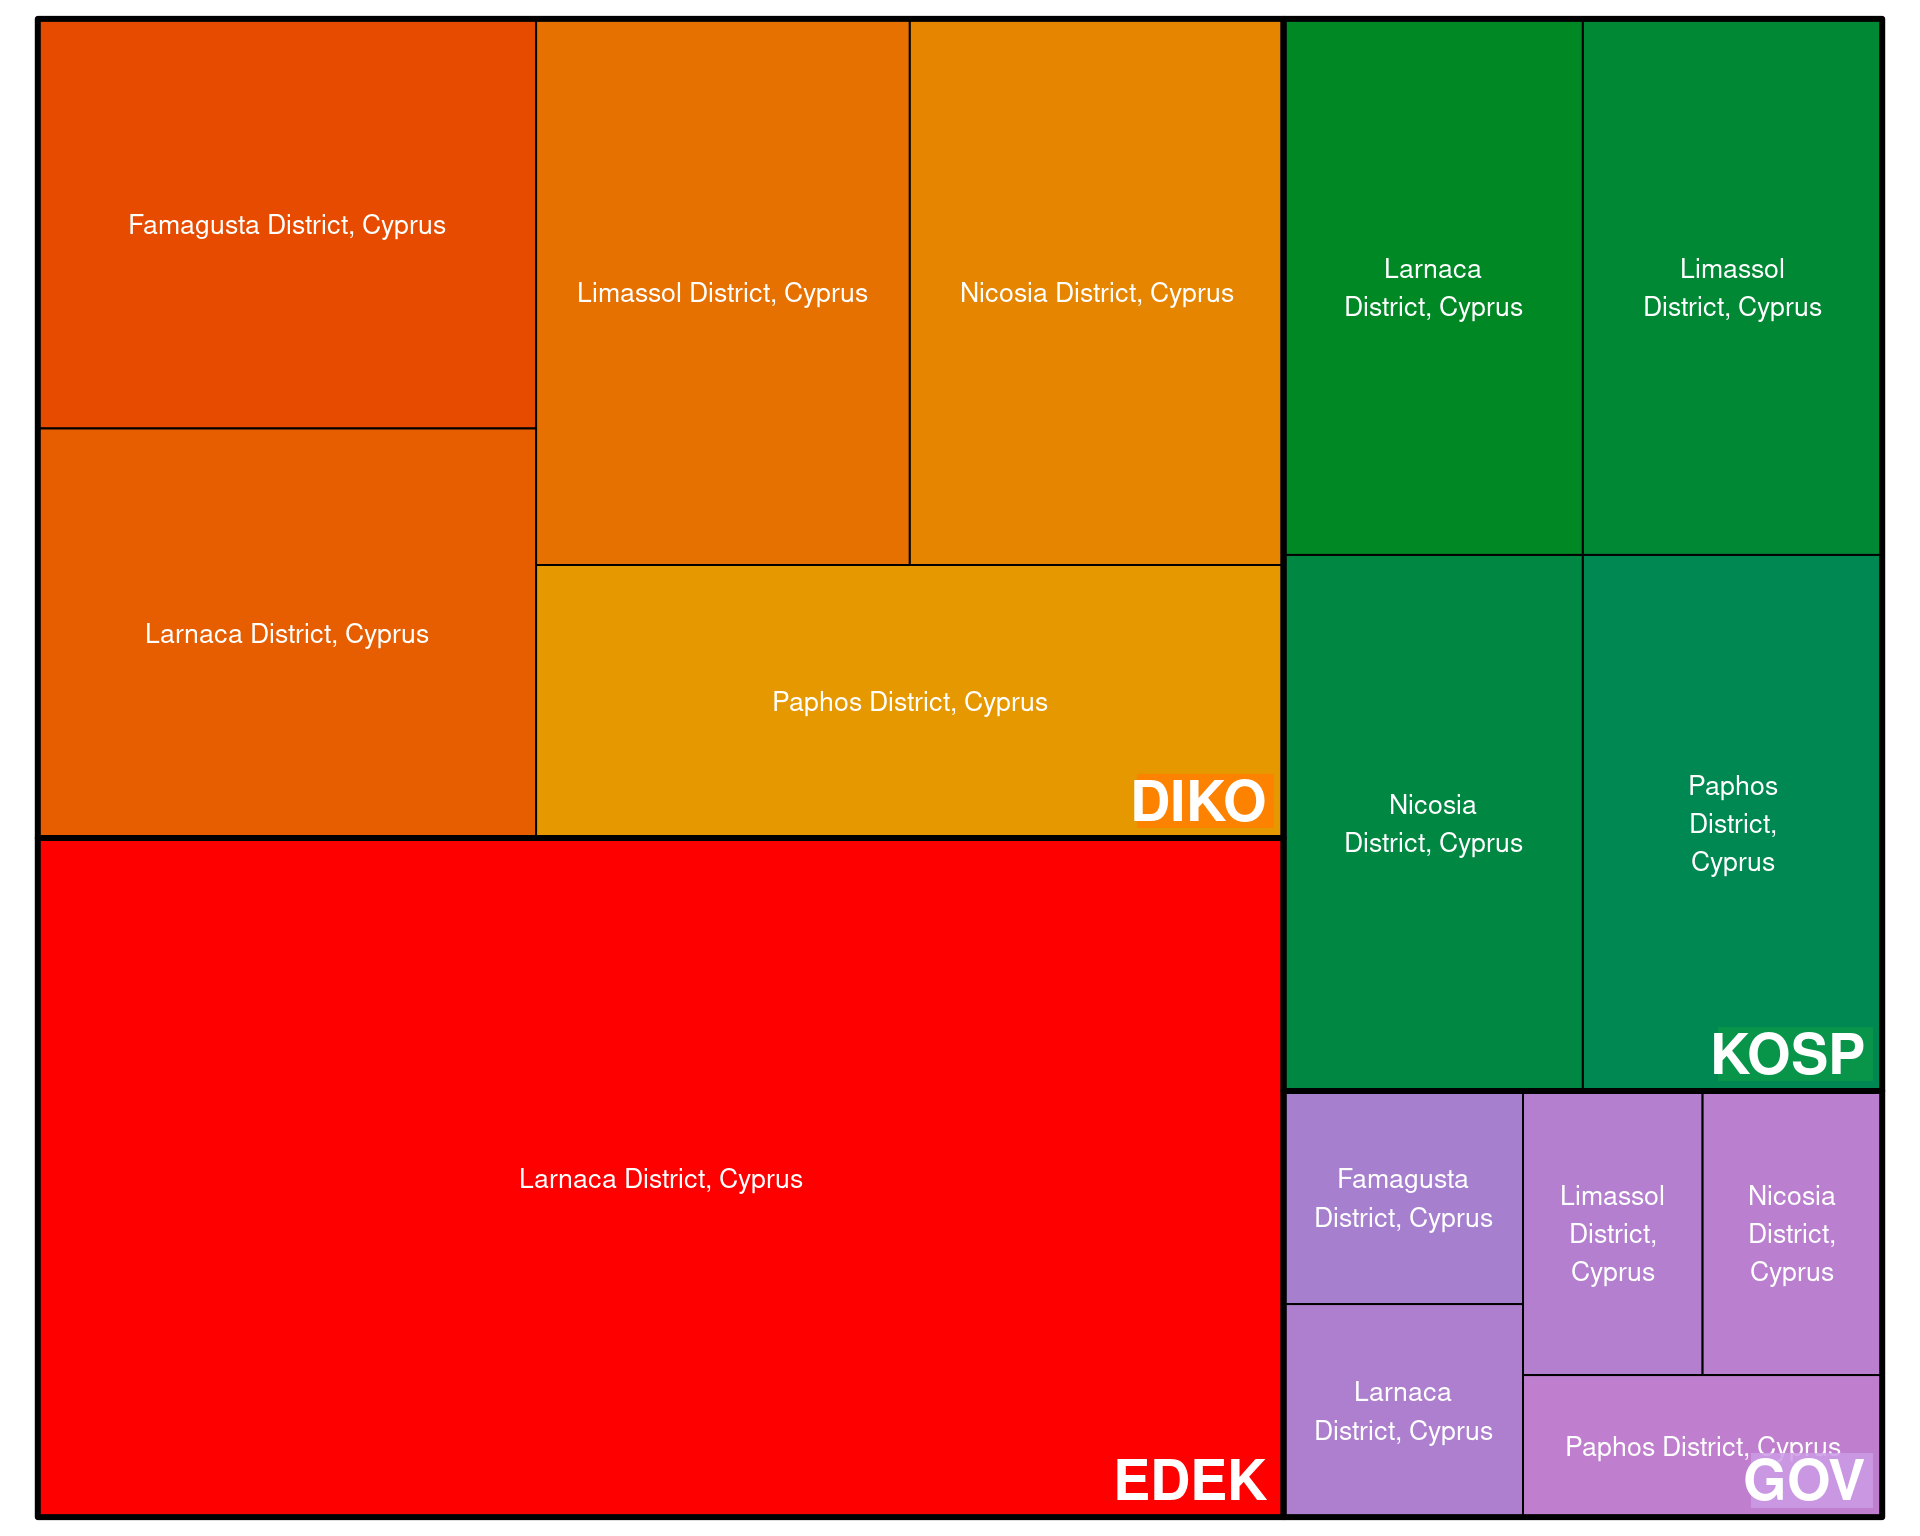 Famagusta District, Cyprus
Larnaca District, Cyprus
Limassol District, Cyprus
Nicosia District, Cyprus
Paphos District, Cyprus
DIKO
Larnaca District, Cyprus
EDEK
Larnaca
District, Cyprus
Limassol
District, Cyprus
Nicosia
District, Cyprus
Paphos
District,
Cyprus
KOSP
Famagusta
District, Cyprus
Larnaca
District, Cyprus
Limassol
District,
Cyprus
Nicosia
District,
Cyprus
Paphos District, Cyprus
GOV